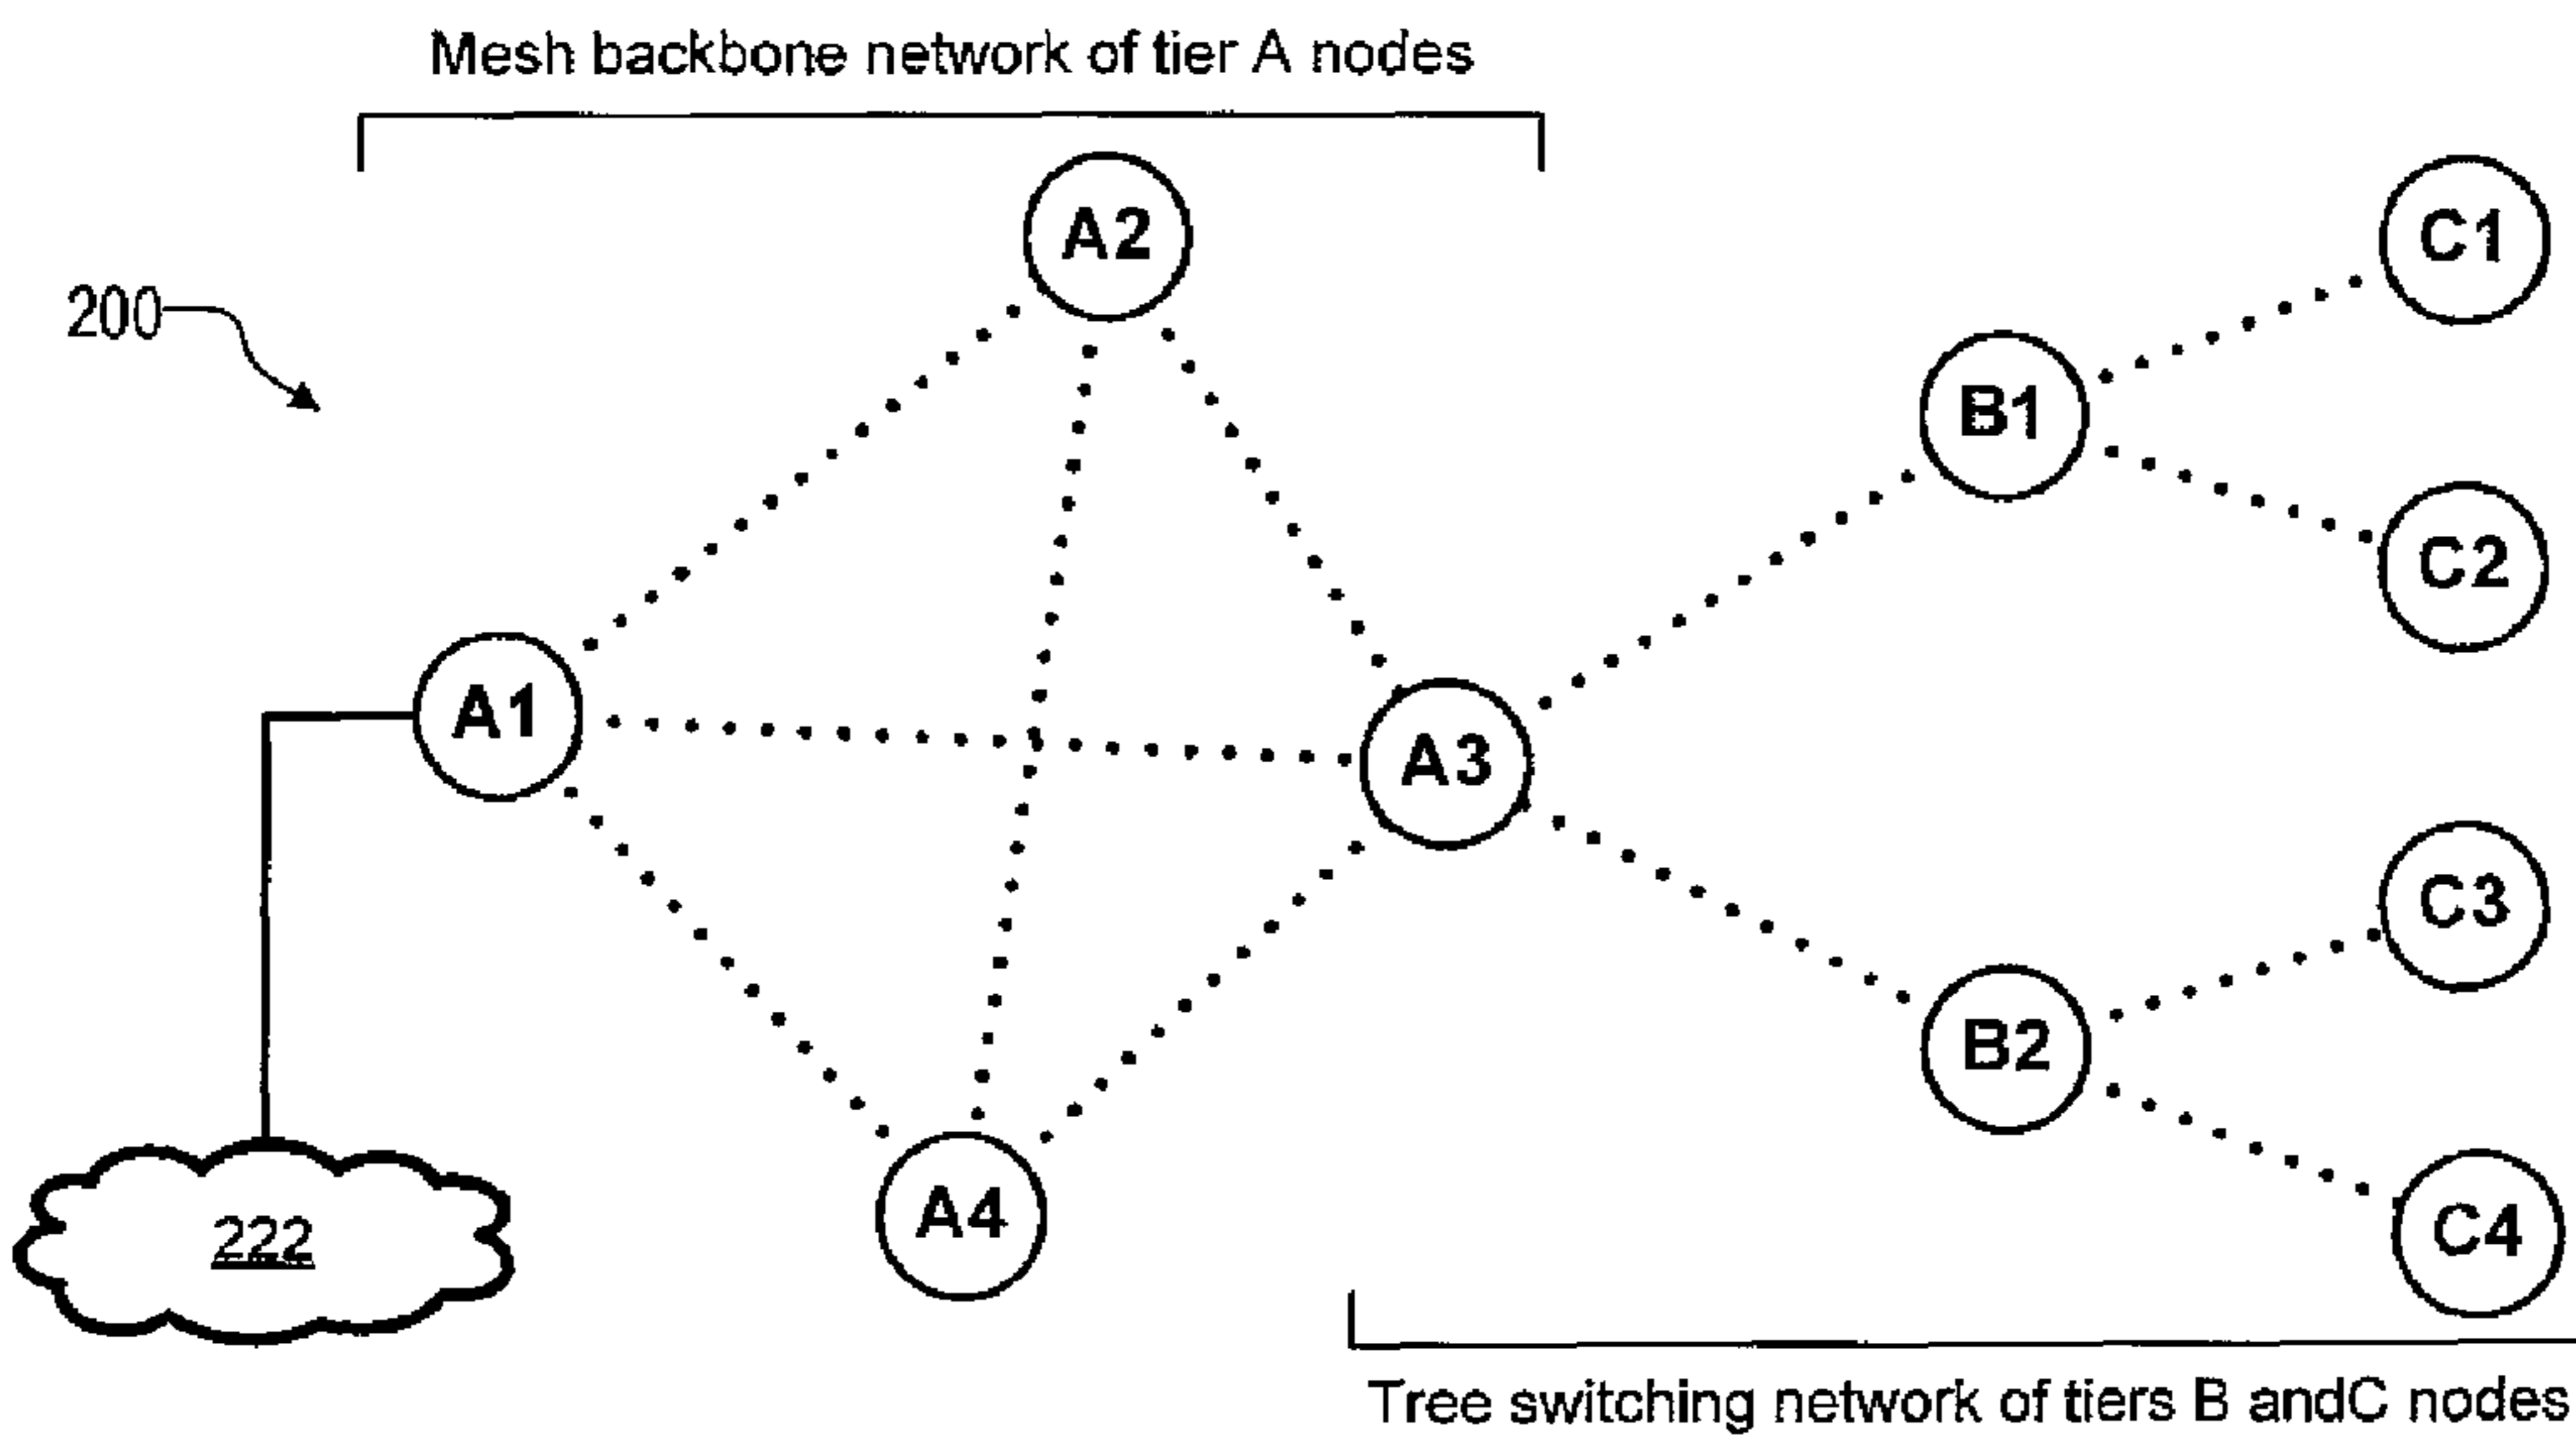 Mesh backbone network of tier A nodes
A2
C1
200
B1
C2
A1
A3
C3
B2
A4
C4
222
Tree switching network of tiers B andC nodes